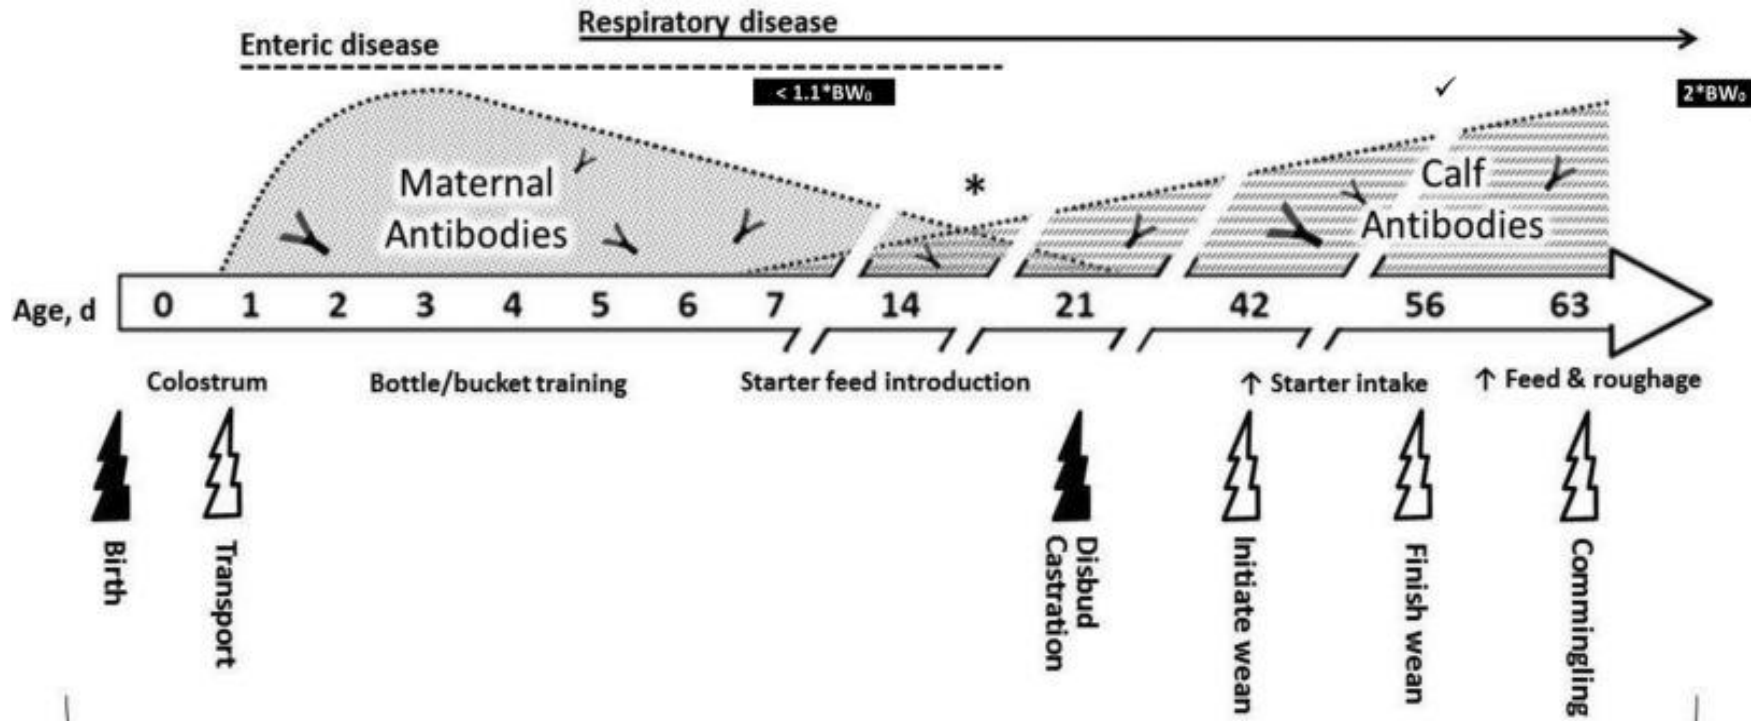 Respiratory disease
Enteric disease
< 1.1*BW₀
✓
2*BW₀
*
Maternal
Antibodies
Calf
Antibodies
Age, d 0 1 2 3 4 5 6 7 14 21 42 56 63
Colostrum
Bottle/bucket training
Starter feed introduction
↑ Starter intake
↑ Feed & roughage
Birth
Transport
Disbud
Castration
Initiate wean
Finish wean
Commingling